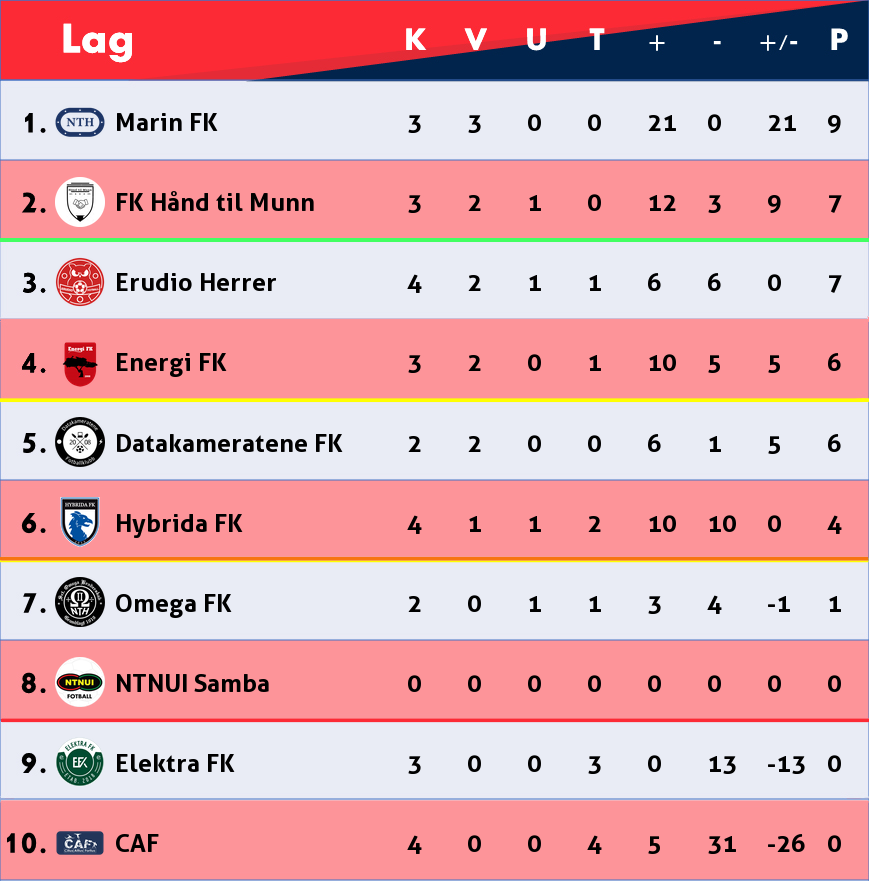 Lag K V U T + - +/- P
1. NTH Marin FK 3 3 0 0 21 0 21 9
2. FK Hånd til Munn 3 2 1 0 12 3 9 7
3. Erudio Herrer 4 2 1 1 6 6 0 7
4. Energi FK Energi FK 3 2 0 1 10 5 5 6
5. Datakameratene 2008 Fotballklubb Datakameratene FK 2 2 0 0 6 1 5 6
6. HYBRIDA FK Hybrida FK 4 1 1 2 10 10 0 4
7. NTH Omega FK 2 0 1 1 3 4 -1 1
8. NTNUI FOTBALL NTNUI Samba 0 0 0 0 0 0 0 0
9. ELEKTRA FK EFK Elektra FK 3 0 0 3 0 13 -13 0
10. CAF CAF 4 0 0 4 5 31 -26 0